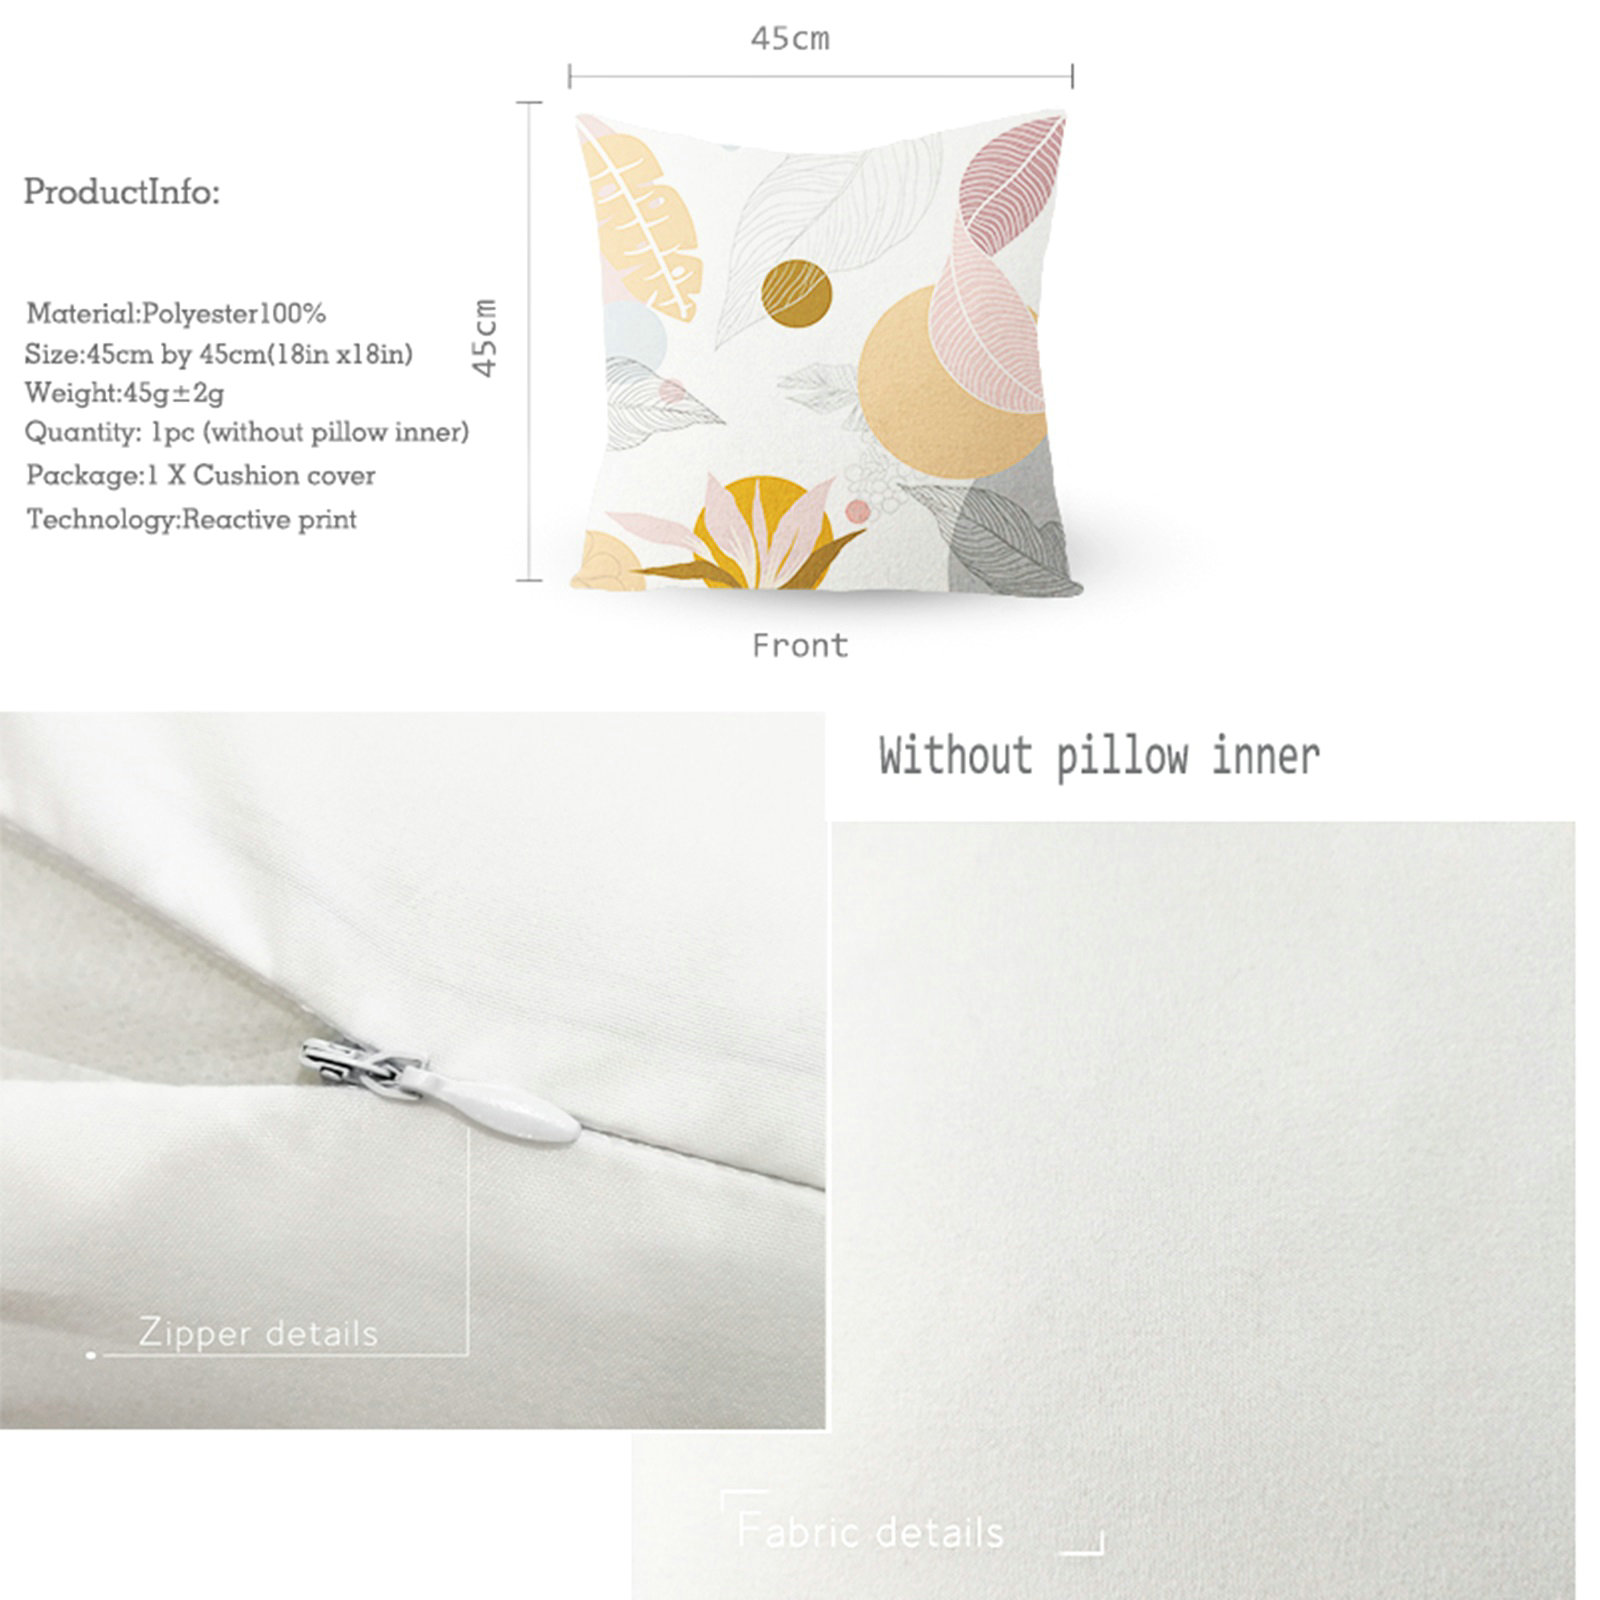 45cm
45cm
ProductInfo:
Material:Polyester100%
Size:45cm by 45cm(18in x18in)
Weight:45g±2g
Quantity: 1pc (without pillow inner)
Package:1 X Cushion cover
Technology:Reactive print
Front
Without pillow inner
Zipper details
Fabric details